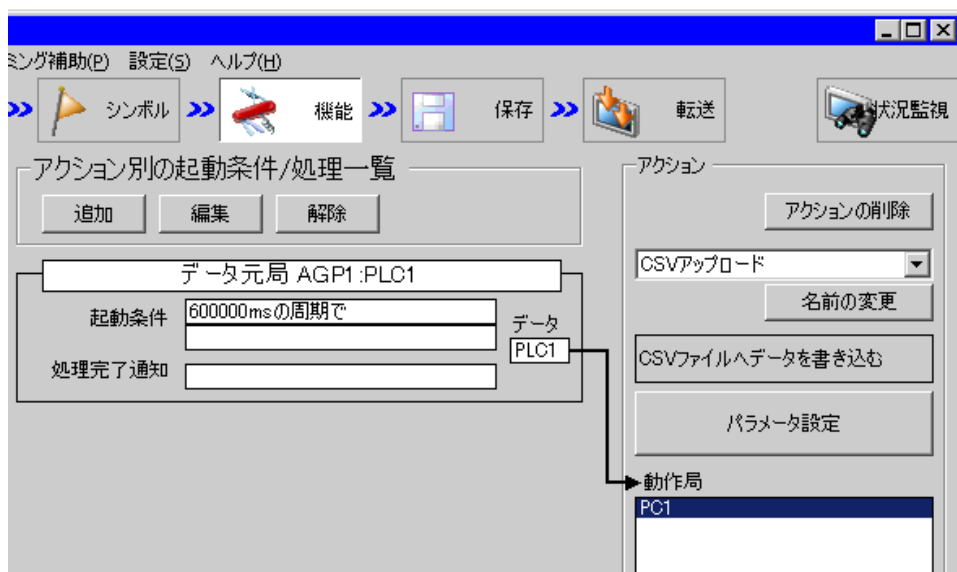 ミング補助(P) 設定(S) ヘルプ(H)
シンボル 機能 保存 転送 状況監視
アクション別の起動条件/処理一覧
追加 編集 解除
データ元局 AGP1:PLC1
起動条件 600000msの周期で
データ
PLC1
処理完了通知
アクション
アクションの削除
CSVアップロード
名前の変更
CSVファイルへデータを書き込む
パラメータ設定
動作局
PC1